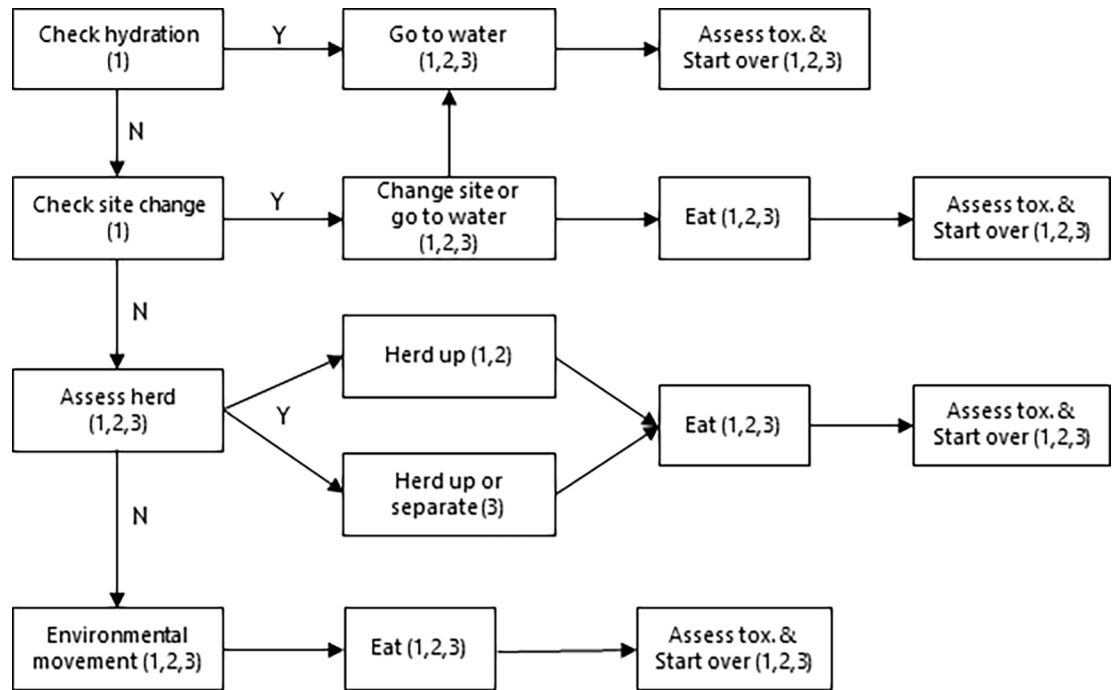 Check hydration
(1)
Y
Go to water
(1,2,3)
Assess tox. &
Start over (1,2,3)
N
Check site change
(1)
Y
Change site or
go to water
(1,2,3)
Eat (1,2,3)
Assess tox. &
Start over (1,2,3)
N
Assess herd
(1,2,3)
Y
Herd up (1,2)
Herd up or
separate (3)
Eat (1,2,3)
Assess tox. &
Start over (1,2,3)
N
Environmental
movement (1,2,3)
Eat (1,2,3)
Assess tox. &
Start over (1,2,3)